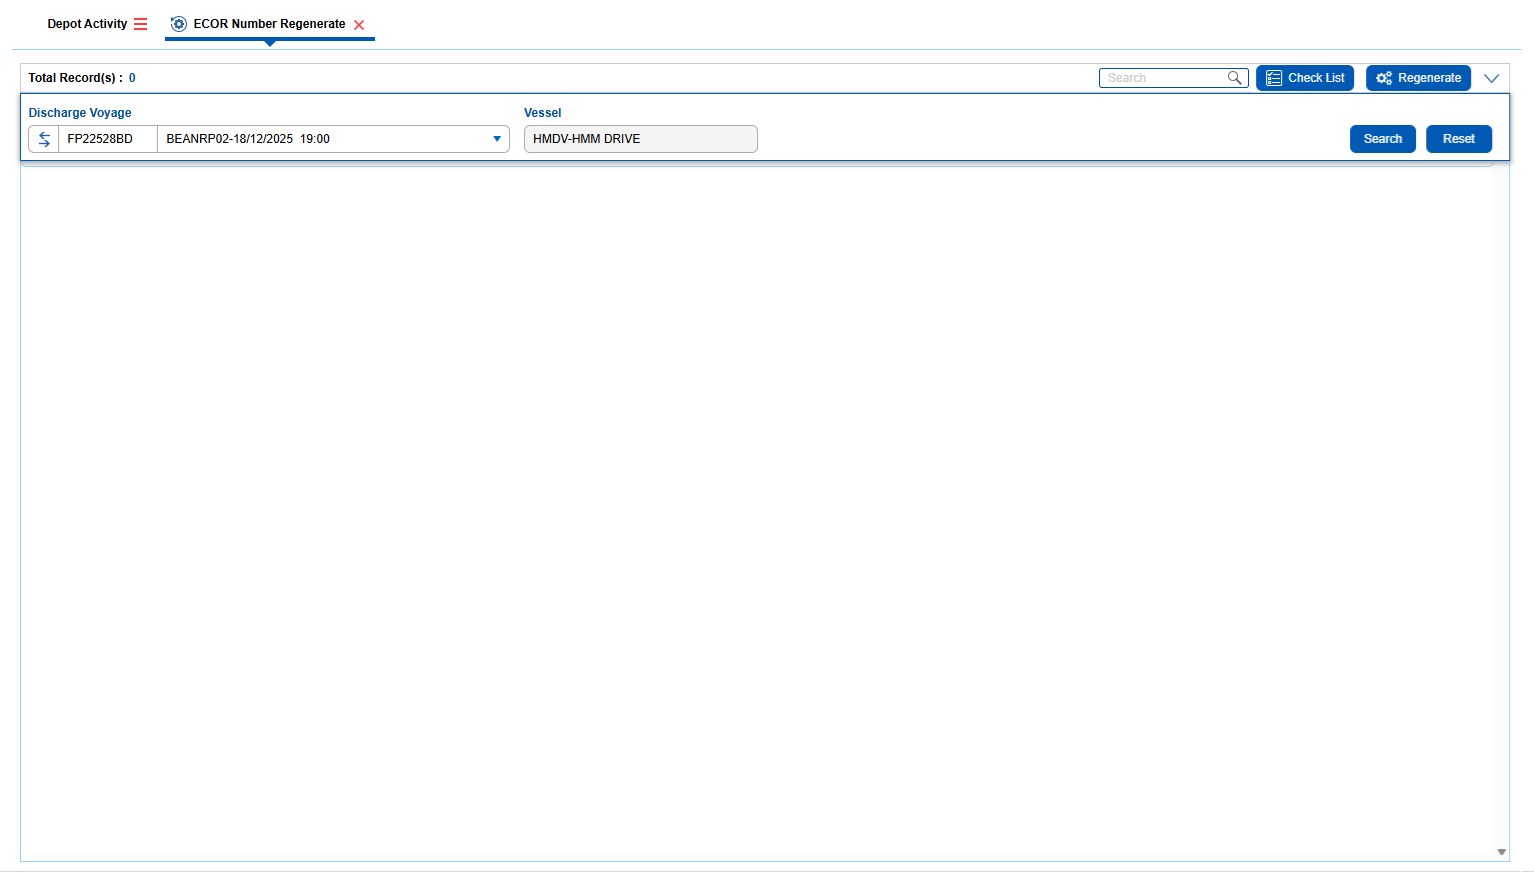 Depot Activity ECOR Number Regenerate
Total Record(s) : 0 Search Check List Regenerate
Discharge Voyage Vessel
FP22528BD BEANRP02-18/12/2025 19:00 HMDV-HMM DRIVE Search Reset